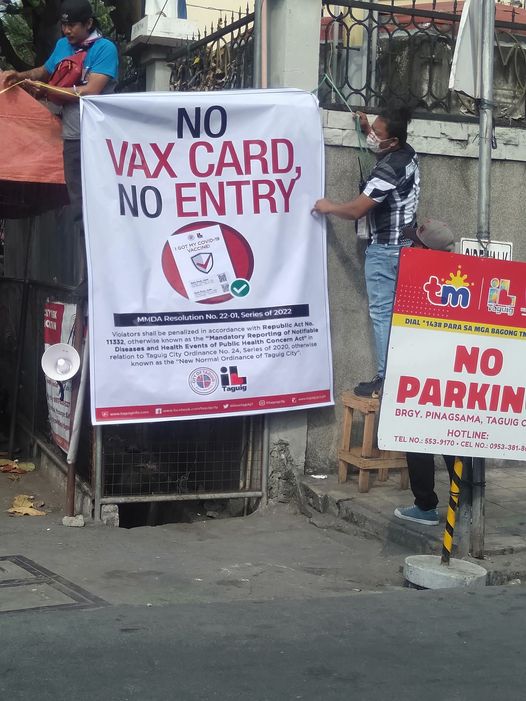 NO
VAX CARD,
NO ENTRY
I GOT MY COVID-19
VACCINE!
MMDA Resolution No. 22-01, Series of 2022
Violators shall be penalized in accordance with Republic Act No.
11332, otherwise known as the "Mandatory Reporting of Notifiable
Diseases and Health Events of Public Health Concern Act" in
relation to Taguig City Ordinance No. 24, Series of 2020, otherwise
known as the "New Normal Ordinance of Taguig City".
Taguig
tm
Taguig
DIAL *1438 PARA SA MGA BAGONG
NO
PARKING
BRGY. PINAGSAMA, TAGUIG
HOTLINE:
TEL NO.: 553-9170 • CEL NO.: 0953-381-8